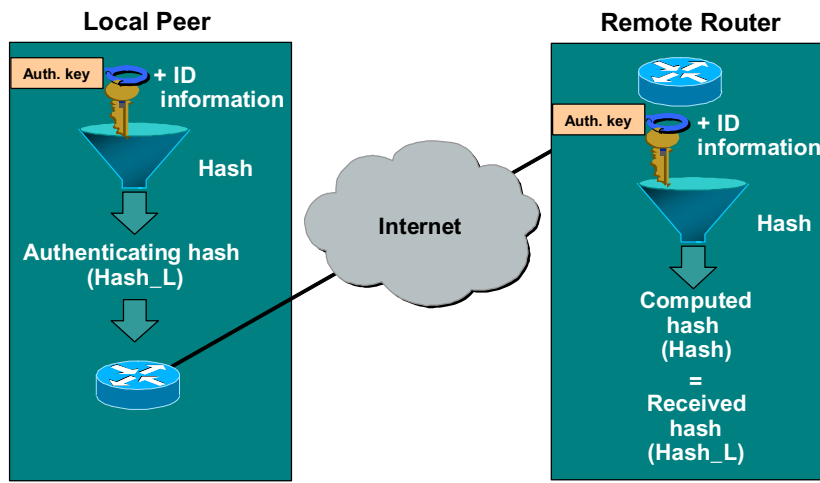 Local Peer
Auth. key
+ ID
information
Hash
Authenticating hash
(Hash_L)
Internet
Remote Router
Auth. key
+ ID
information
Hash
Computed
hash
(Hash)
=
Received
hash
(Hash_L)